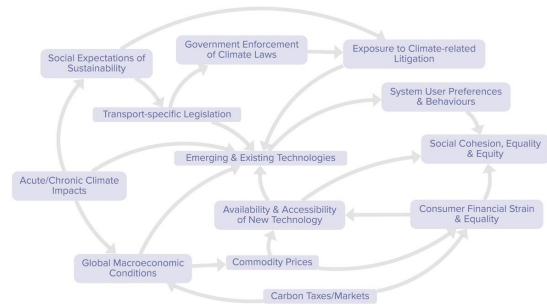 Government Enforcement
of Climate Laws
Exposure to Climate-related
Litigation
Social Expectations of
Sustainability
System User Preferences
& Behaviours
Transport-specific Legislation
Social Cohesion, Equality
& Equity
Emerging & Existing Technologies
Acute/Chronic Climate
Impacts
Availability & Accessibility
of New Technology
Consumer Financial Strain
& Equality
Global Macroeconomic
Conditions
Commodity Prices
Carbon Taxes/Markets